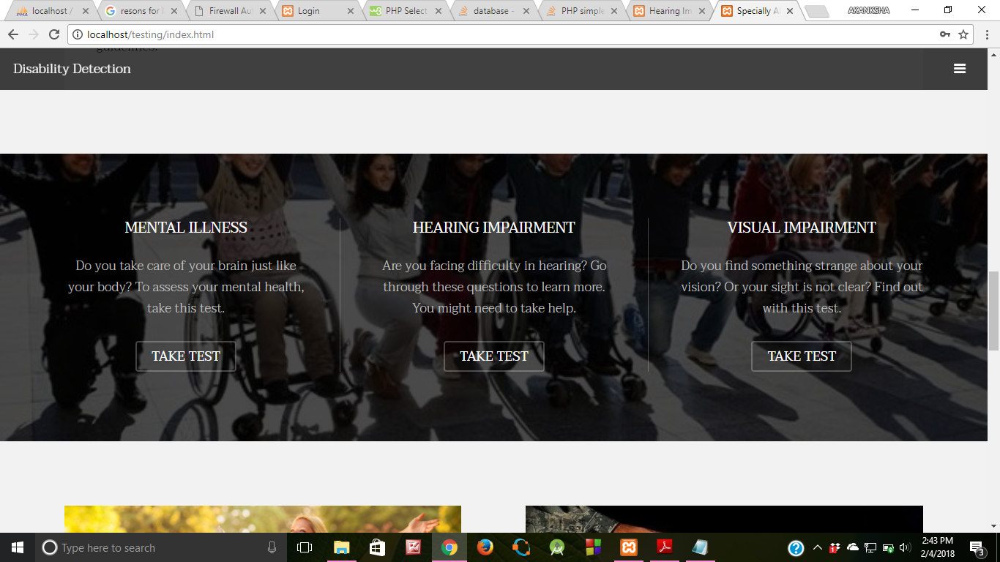 localhost /
resons for
Firewall Au
Login
PHP Select
database -
PHP simple
Hearing Im
Specially A
AKANKSHA
localhost/testing/index.html
guidelines.
Disability Detection
MENTAL ILLNESS
Do you take care of your brain just like
your body? To assess your mental health,
take this test.
TAKE TEST
HEARING IMPAIRMENT
Are you facing difficulty in hearing? Go
through these questions to learn more.
You might need to take help.
TAKE TEST
VISUAL IMPAIRMENT
Do you find something strange about your
vision? Or your sight is not clear? Find out
with this test.
TAKE TEST
Type here to search
2:43 PM
2/4/2018
3